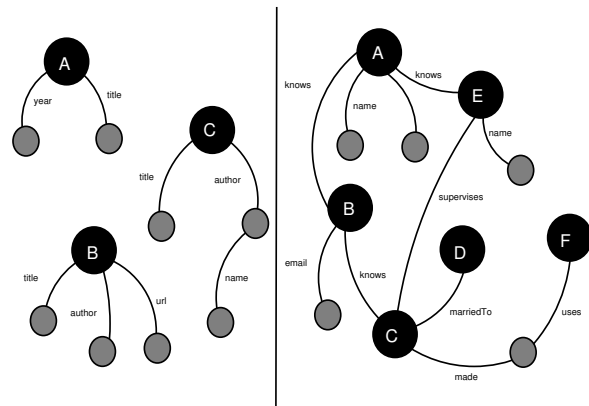 A
year
title
C
title
author
name
B
title
author
url
A
knows
knows
name
E
name
supervises
B
email
knows
D
F
marriedTo
uses
C
made